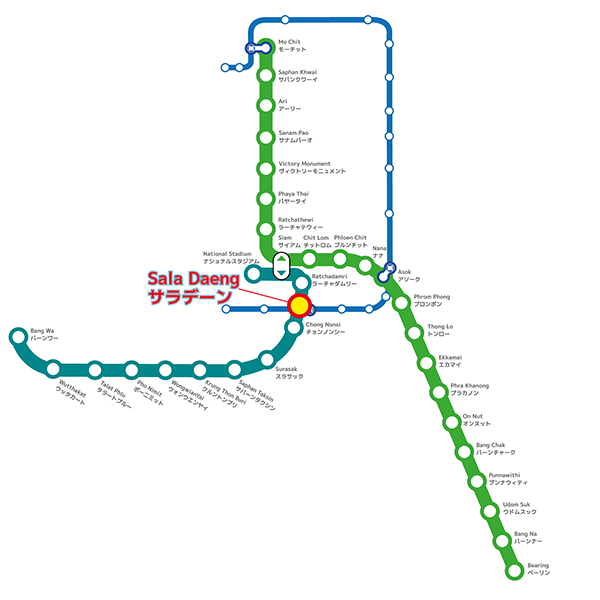 Mo Chit
モーチット
Saphan Khwai
サパンクワーイ
Ari
アーリー
Sanam Pao
サナムパーオ
Victory Monument
ヴィクトリーモニュメント
Phaya Thai
パヤータイ
Ratchathewi
ラーチャテウィー
Siam
サイアム
Chit Lom
チットロム
Phloen Chit
プルンチット
Nana
ナナ
Asok
アソーク
National Stadium
ナショナルスタジアム
Ratchadamri
ラーチャダムリー
Sala Daeng
サラデーン
Chong Nonsi
チョンノンシー
Surasak
スラサック
Saphan Taksin
サパーンタクシン
Krung Thon Buri
クルントンブリ
Wongwianyai
ウォンウエンヤイ
Pho Nimit
ポーニミット
Talat Phlu
タラートプルー
Wutthakat
ウッタカート
Bang Wa
バーンワー
Phrom Phong
プロンポン
Thong Lo
トンロー
Ekkamai
エカマイ
Phra Khanong
プラカノン
On Nut
オンヌット
Bang Chak
バーンチャーク
Punnawithi
プンナウィティ
Udom Suk
ウドムスック
Bang Na
バーンナー
Bearing
ベーリン